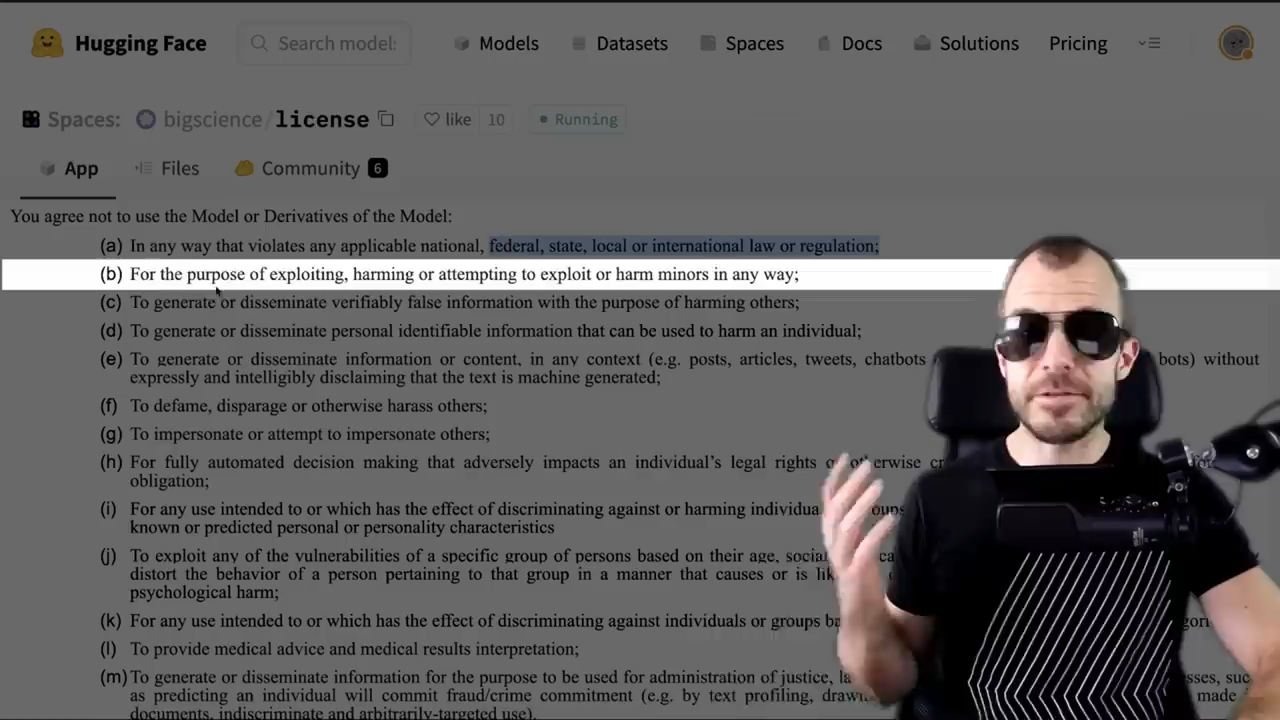 Hugging Face Search model: Models Datasets Spaces Docs Solutions Pricing
Spaces: bigscience/license like 10 Running
App Files Community 6
You agree not to use the Model or Derivatives of the Model:
(a) In any way that violates any applicable national, federal, state, local or international law or regulation;
(b) For the purpose of exploiting, harming or attempting to exploit or harm minors in any way;
(c) To generate or disseminate verifiably false information with the purpose of harming others;
(d) To generate or disseminate personal identifiable information that can be used to harm an individual;
(e) To generate or disseminate information or content, in any context (e.g. posts, articles, tweets, chatbots bots) without
expressly and intelligibly disclaiming that the text is machine generated;
(f) To defame, disparage or otherwise harass others;
(g) To impersonate or attempt to impersonate others;
(h) For fully automated decision making that adversely impacts an individual's legal rights
obligation;
(i) For any use intended to or which has the effect of discriminating against or harming
known or predicted personal or personality characteristics
(j) To exploit any of the vulnerabilities of a specific group of persons based on their age,
distort the behavior of a person pertaining to that group in a manner that causes or is
psychological harm;
(k) For any use intended to or which has the effect of discriminating against individuals or groups
(l) To provide medical advice and medical results interpretation;
(m) To generate or disseminate information for the purpose to be used for administration of justice,
as predicting an individual will commit fraud/crime commitment (e.g. by text profiling,
documents, indiscriminate and arbitrarily-targeted use).